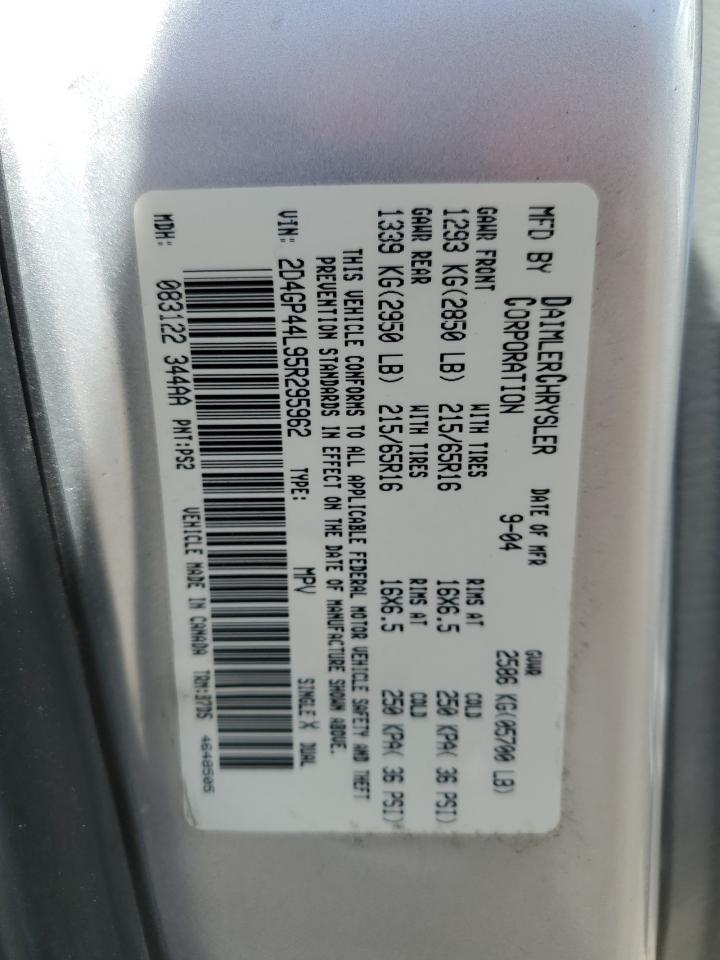 MFD BY DAIMLERCHRYSLER CORPORATION DATE OF MFR 9-04 GVWR 2586 KG(05700 LB)
GAWR FRONT WITH TIRES RIMS AT COLD
1293 KG(2850 LB) 215/65R16 16X6.5 250 KPA( 36 PSI)
GAWR REAR WITH TIRES RIMS AT COLD
1339 KG(2950 LB) 215/65R16 16X6.5 250 KPA( 36 PSI)
THIS VEHICLE CONFORMS TO ALL APPLICABLE FEDERAL MOTOR VEHICLE SAFETY AND THEFT
PREVENTION STANDARDS IN EFFECT ON THE DATE OF MANUFACTURE SHOWN ABOVE.
VIN: 2D4GP44L95R295962 TYPE: MPV SINGLE X DUAL
MDH: 083122 344AA PNT:PS2 VEHICLE MADE IN CANADA TRM:37DS 4648505